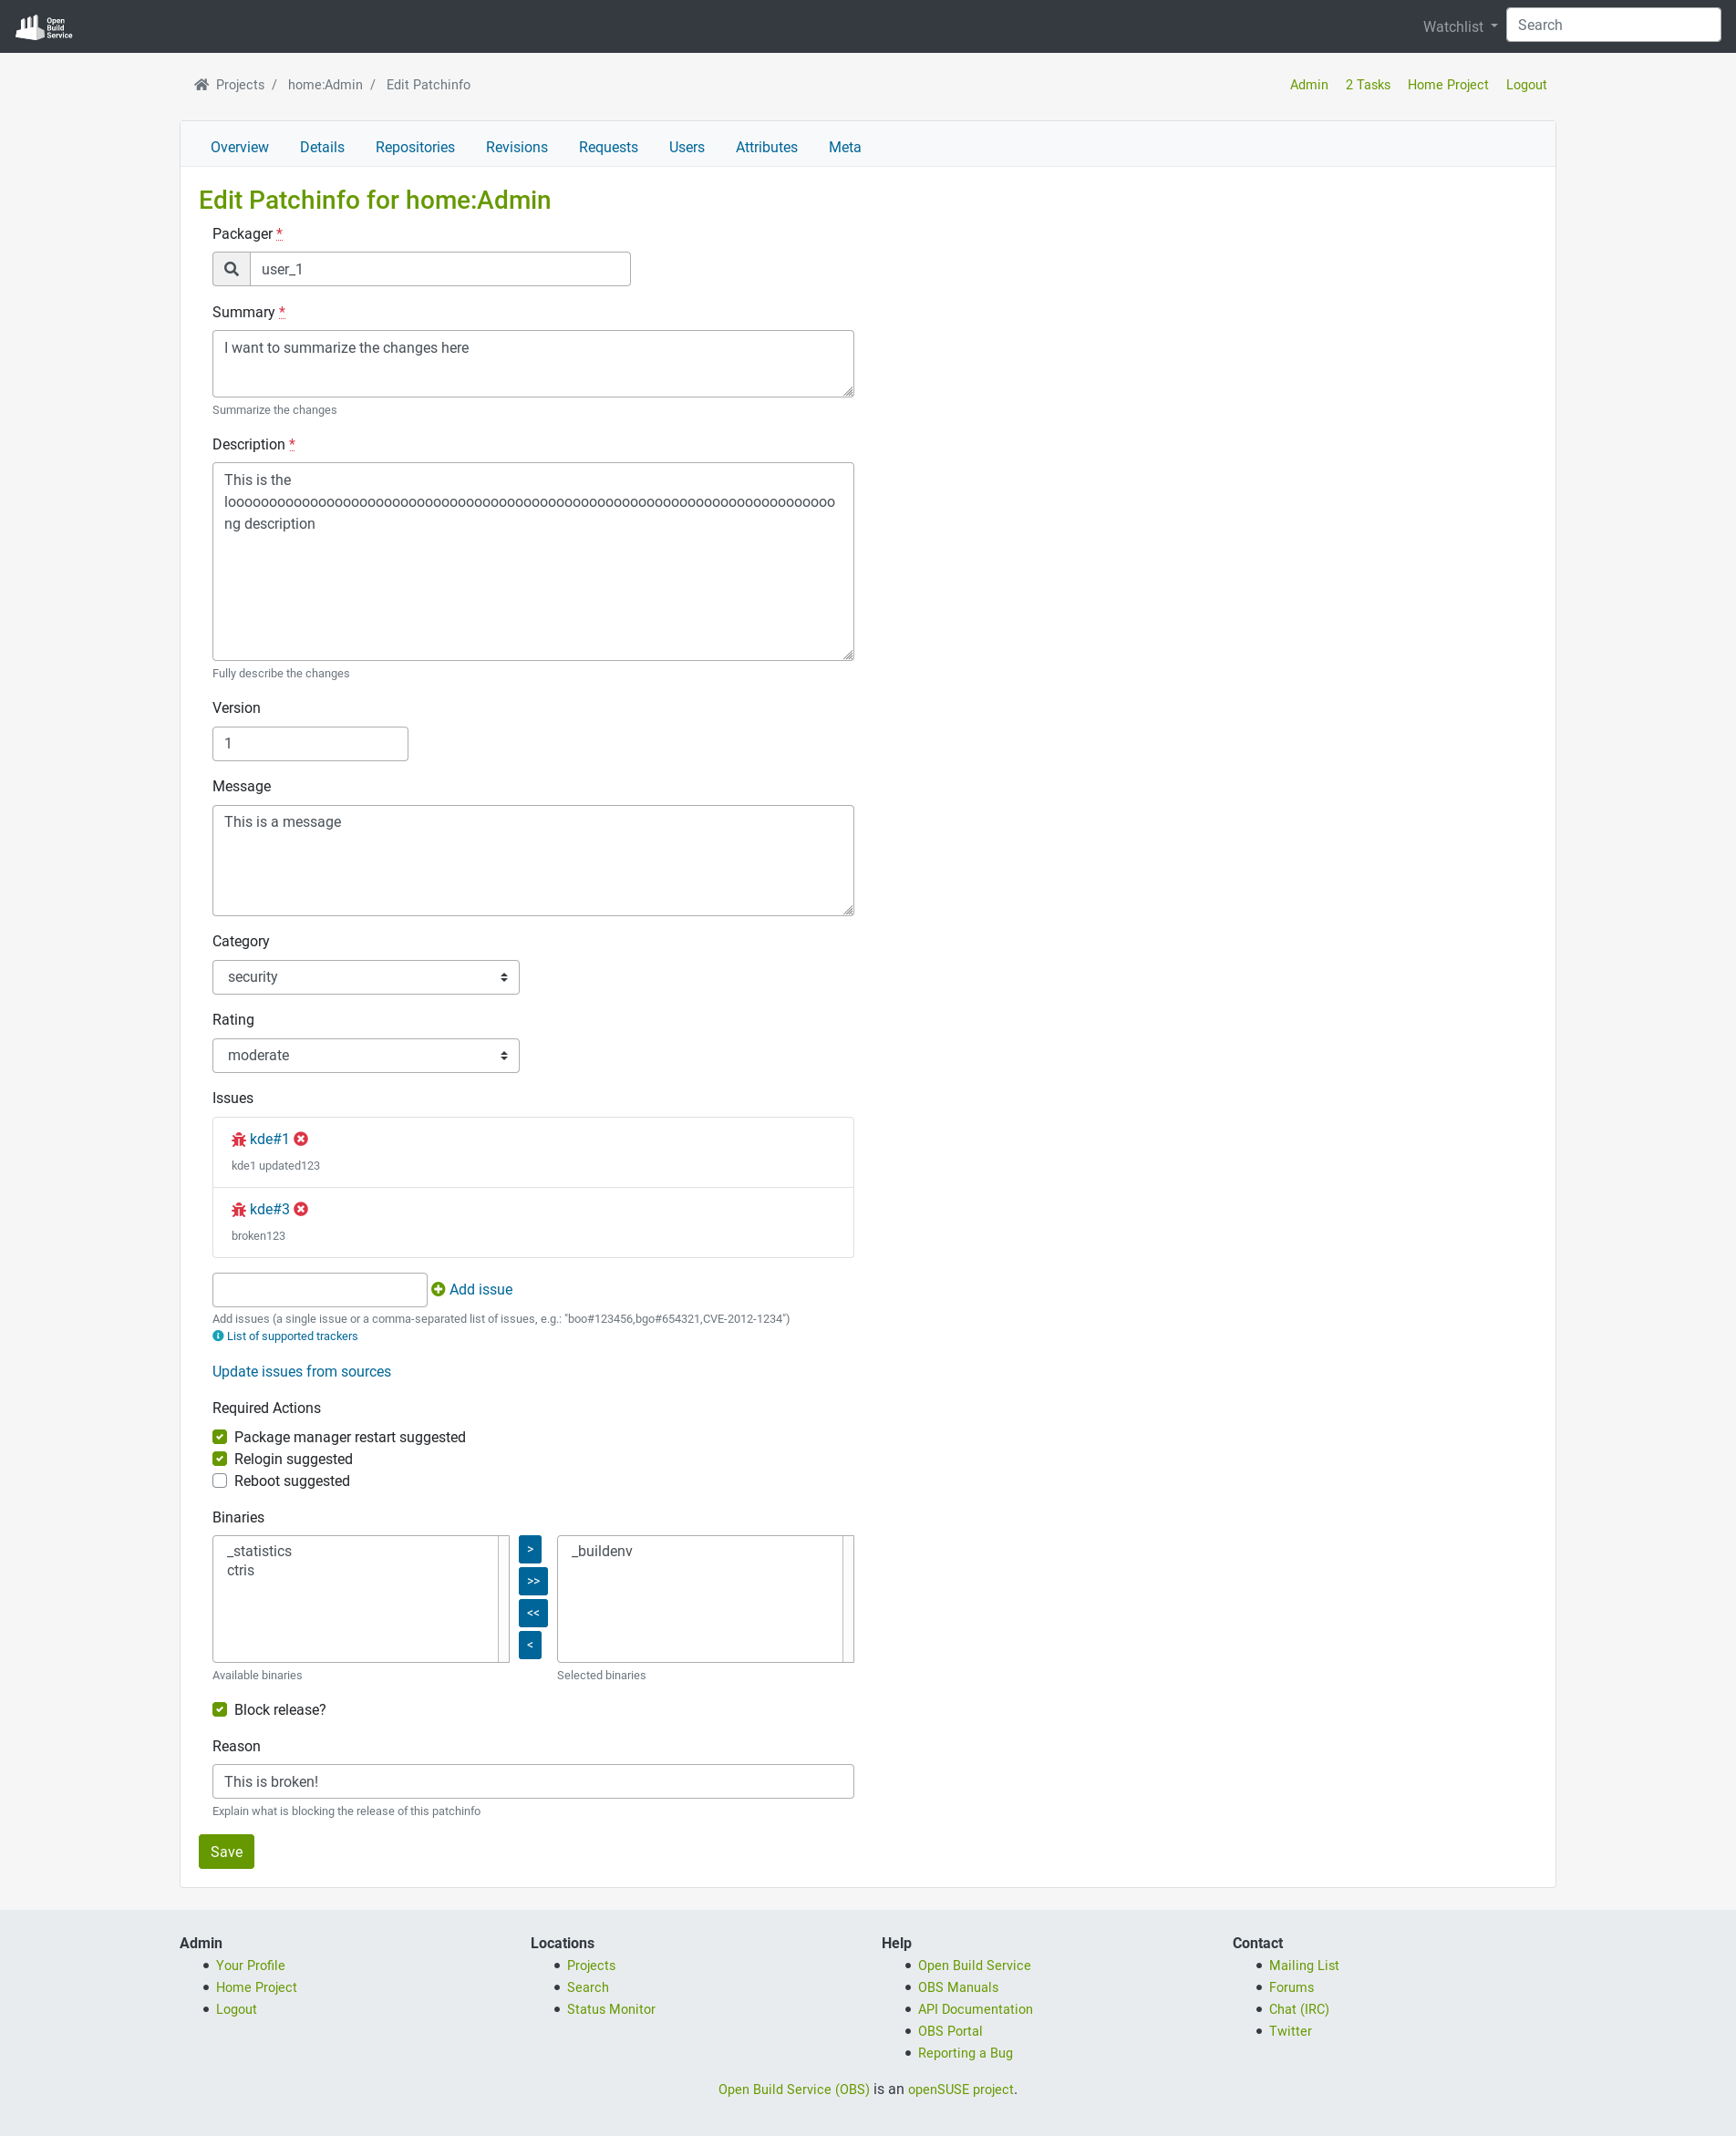 Open
Build
Service
Watchlist
Search
Projects / home:Admin / Edit Patchinfo
Admin 2 Tasks Home Project Logout
Overview Details Repositories Revisions Requests Users Attributes Meta
Edit Patchinfo for home:Admin
Packager *
user_1
Summary *
I want to summarize the changes here
Summarize the changes
Description *
This is the
loooooooooooooooooooooooooooooooooooooooooooooooooooooooooooooooooooooooooo
ng description
Fully describe the changes
Version
1
Message
This is a message
Category
security
Rating
moderate
Issues
kde#1
kde1 updated123
kde#3
broken123
Add issue
Add issues (a single issue or a comma-separated list of issues, e.g.: "boo#123456,bgo#654321,CVE-2012-1234")
List of supported trackers
Update issues from sources
Required Actions
Package manager restart suggested
Relogin suggested
Reboot suggested
Binaries
_statistics
ctris
>
>>
<<
<
_buildenv
Available binaries
Selected binaries
Block release?
Reason
This is broken!
Explain what is blocking the release of this patchinfo
Save
Admin
Your Profile
Home Project
Logout
Locations
Projects
Search
Status Monitor
Help
Open Build Service
OBS Manuals
API Documentation
OBS Portal
Reporting a Bug
Contact
Mailing List
Forums
Chat (IRC)
Twitter
Open Build Service (OBS) is an openSUSE project.